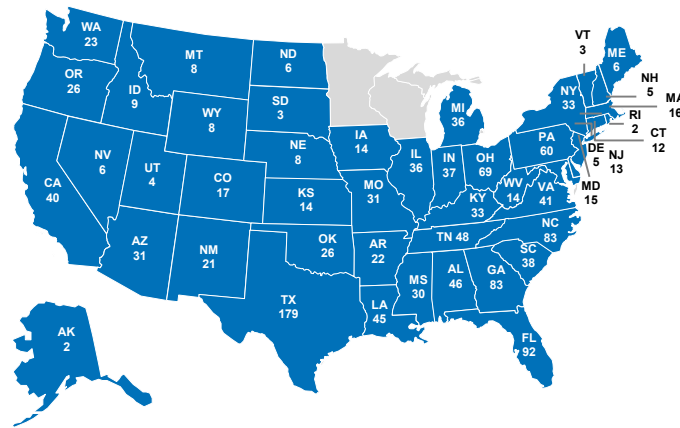 WA
23
OR
26
CA
40
NV
6
ID
9
MT
8
WY
8
UT
4
CO
17
AZ
31
NM
21
ND
6
SD
3
NE
8
KS
14
OK
26
TX
179
IA
14
MO
31
AR
22
LA
45
IL
36
MI
36
IN
37
OH
69
KY
33
TN 48
MS
30
AL
46
GA
83
FL
92
SC
38
NC
83
VA
41
WV
14
PA
60
NY
33
VT
3
ME
6
NH
5
MA
16
RI
2
CT
12
NJ
13
DE
5
MD
15
AK
2